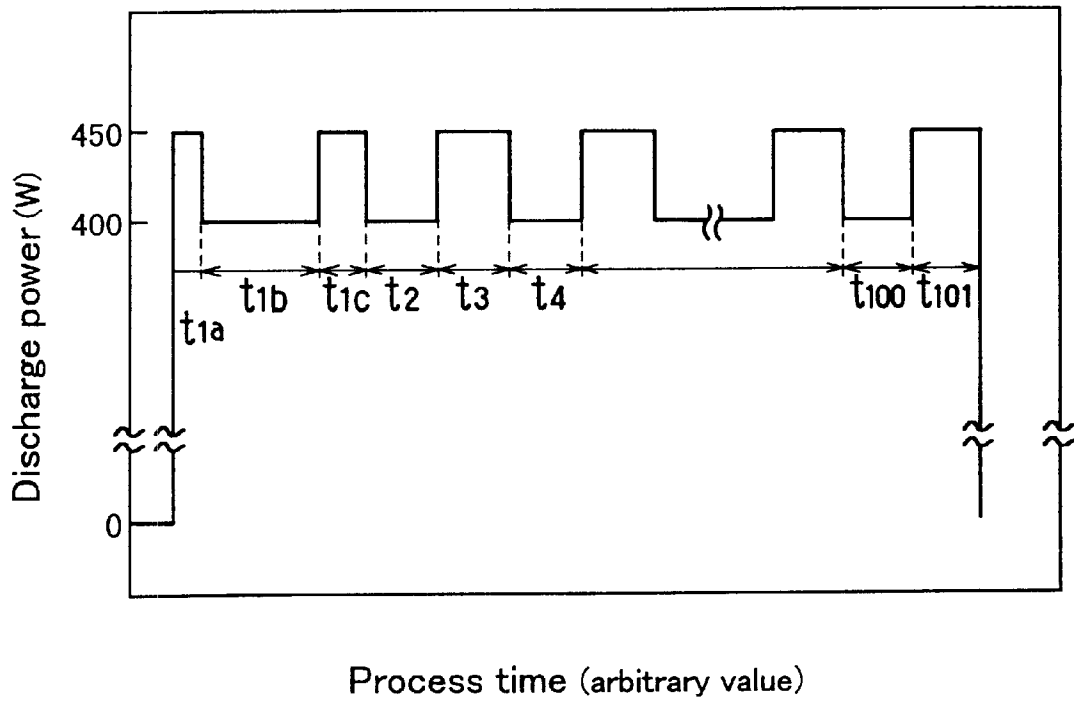 Discharge power (W)
450
400
0
t1a
t1b
t1c
t2
t3
t4
t100
t101
Process time (arbitrary value)